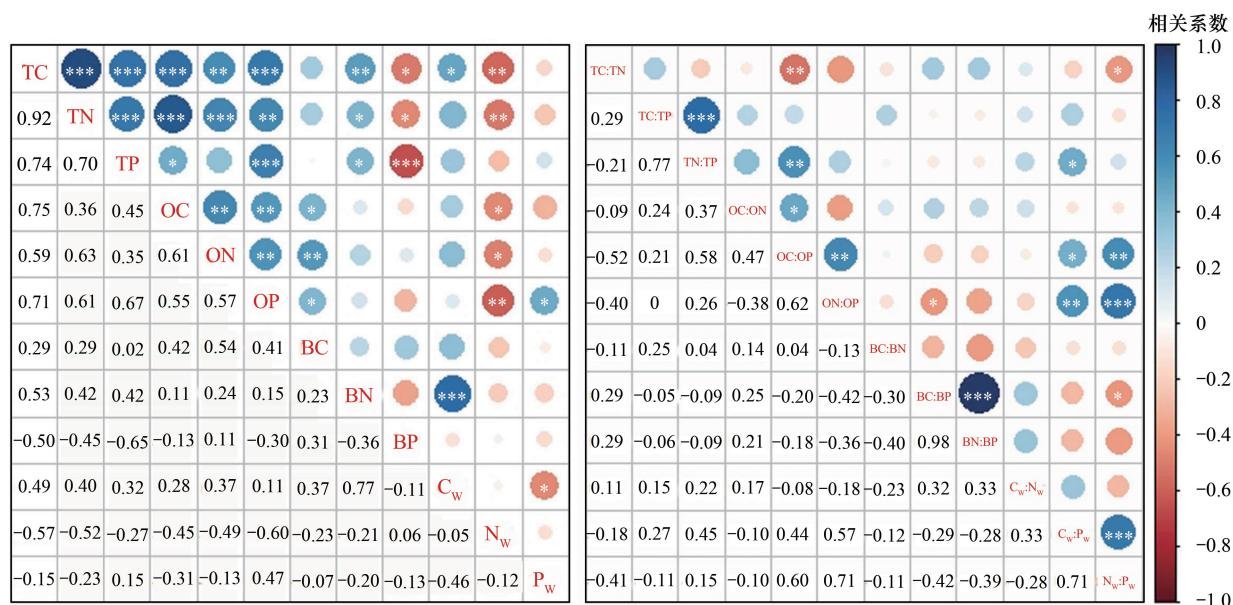 相关系数
TC *** *** *** ** *** ** * * **
0.92 TN *** *** *** ** * * **
0.74 0.70 TP * *** * ***
0.75 0.36 0.45 OC ** ** * *
0.59 0.63 0.35 0.61 ON ** ** *
0.71 0.61 0.67 0.55 0.57 OP * ** *
0.29 0.29 0.02 0.42 0.54 0.41 BC
0.53 0.42 0.42 0.11 0.24 0.15 0.23 BN ***
−0.50 −0.45 −0.65 −0.13 0.11 −0.30 0.31 −0.36 BP
0.49 0.40 0.32 0.28 0.37 0.11 0.37 0.77 −0.11 CW *
−0.57 −0.52 −0.27 −0.45 −0.49 −0.60 −0.23 −0.21 0.06 −0.05 NW
−0.15 −0.23 0.15 −0.31 −0.13 0.47 −0.07 −0.20 −0.13 −0.46 −0.12 PW
TC:TN ** *
0.29 TC:TP ***
−0.21 0.77 TN:TP ** *
−0.09 0.24 0.37 OC:ON *
−0.52 0.21 0.58 0.47 OC:OP ** * **
−0.40 0 0.26 −0.38 0.62 ON:OP * ** ***
−0.11 0.25 0.04 0.14 0.04 −0.13 BC:BN
0.29 −0.05 −0.09 0.25 −0.20 −0.42 −0.30 BC:BP *** *
0.29 −0.06 −0.09 0.21 −0.18 −0.36 −0.40 0.98 BN:BP
0.11 0.15 0.22 0.17 −0.08 −0.18 −0.23 0.32 0.33 CW:NW
−0.18 0.27 0.45 −0.10 0.44 0.57 −0.12 −0.29 −0.28 0.33 CW:PW ***
−0.41 −0.11 0.15 −0.10 0.60 0.71 −0.11 −0.42 −0.39 −0.28 0.71 NW:PW
1.0
0.8
0.6
0.4
0.2
0
−0.2
−0.4
−0.6
−0.8
−1.0